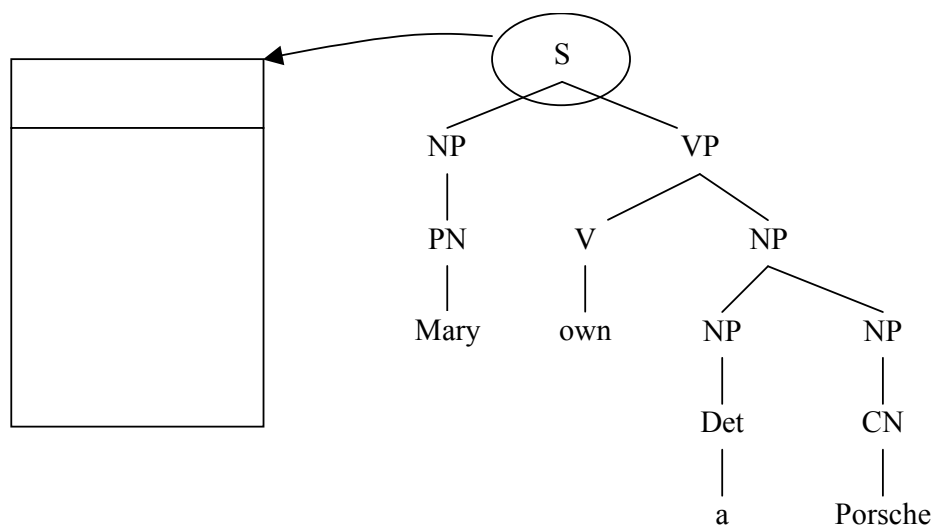 S
NP VP
PN V NP
Mary own NP NP
Det CN
a Porsche